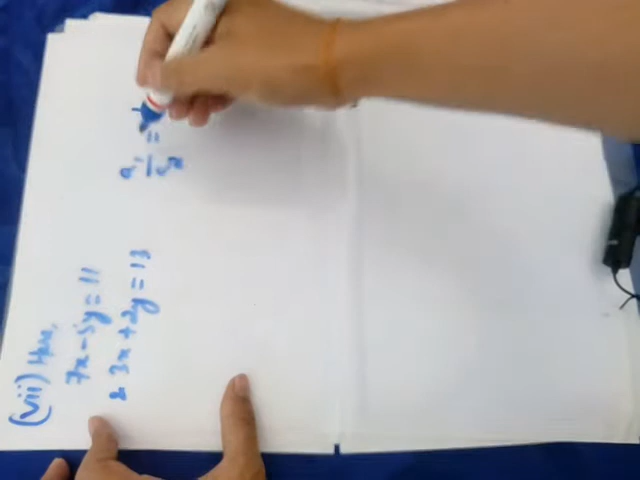 (vii) Here,
7x - 5y = 11
& 3x + 2y = 13
a₁/a₂ =